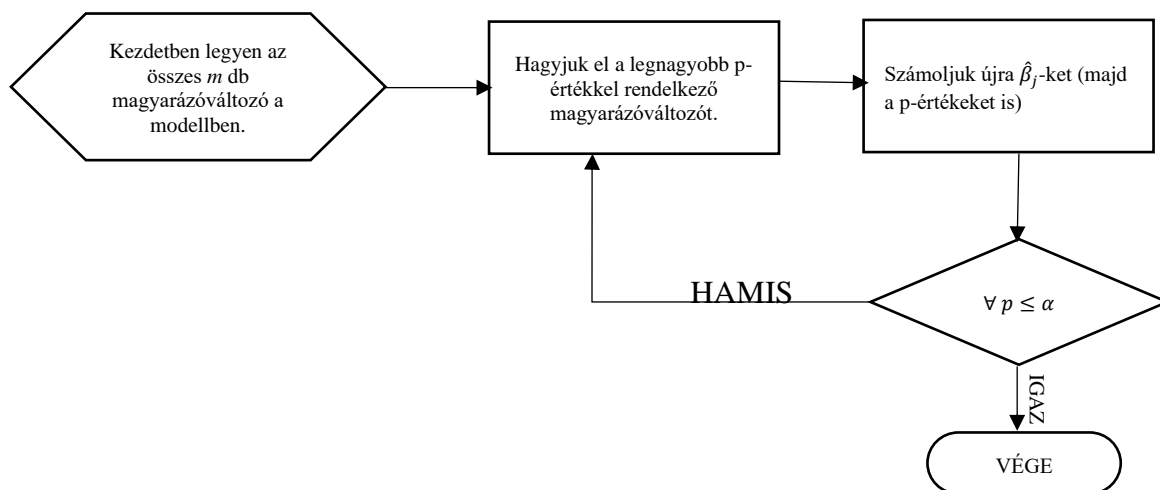 Kezdetben legyen az
összes m db
magyarázóváltozó a
modellben.
Hagyjuk el a legnagyobb p-
értékkel rendelkező
magyarázóváltozót.
Számoljuk újra β̂ⱼ-ket (majd
a p-értékeket is)
HAMIS
∀ p ≤ α
IGAZ
VÉGE